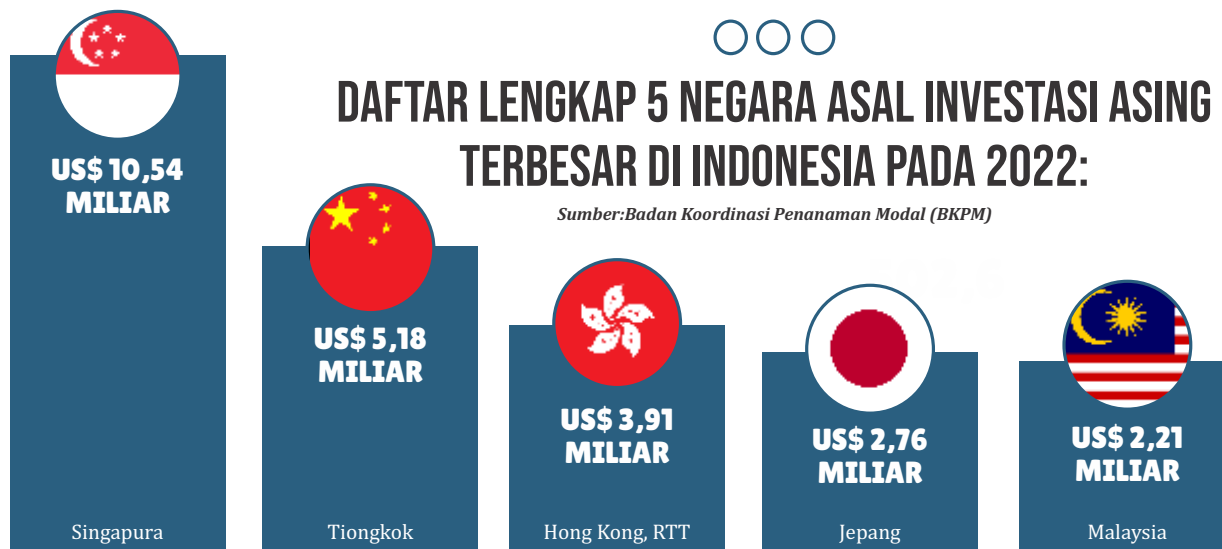 DAFTAR LENGKAP 5 NEGARA ASAL INVESTASI ASING
TERBESAR DI INDONESIA PADA 2022:
Sumber:Badan Koordinasi Penanaman Modal (BKPM)
US$ 10,54
MILIAR
Singapura
US$ 5,18
MILIAR
Tiongkok
US$ 3,91
MILIAR
Hong Kong, RTT
US$ 2,76
MILIAR
Jepang
US$ 2,21
MILIAR
Malaysia